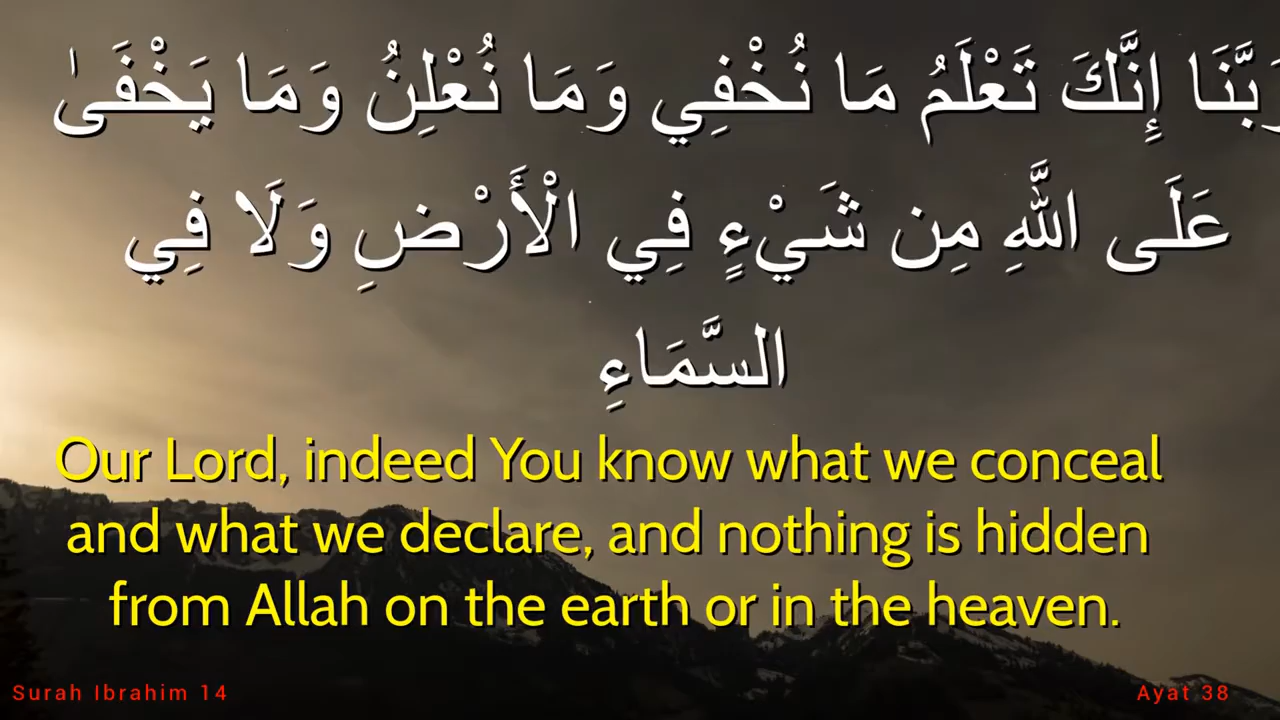 رَبَّنَا إِنَّكَ تَعْلَمُ مَا نُخْفِي وَمَا نُعْلِنُ وَمَا يَخْفَىٰ
عَلَى اللَّهِ مِن شَيْءٍ فِي الْأَرْضِ وَلَا فِي
السَّمَاءِ
Our Lord, indeed You know what we conceal
and what we declare, and nothing is hidden
from Allah on the earth or in the heaven.
Surah Ibrahim 14
Ayat 38